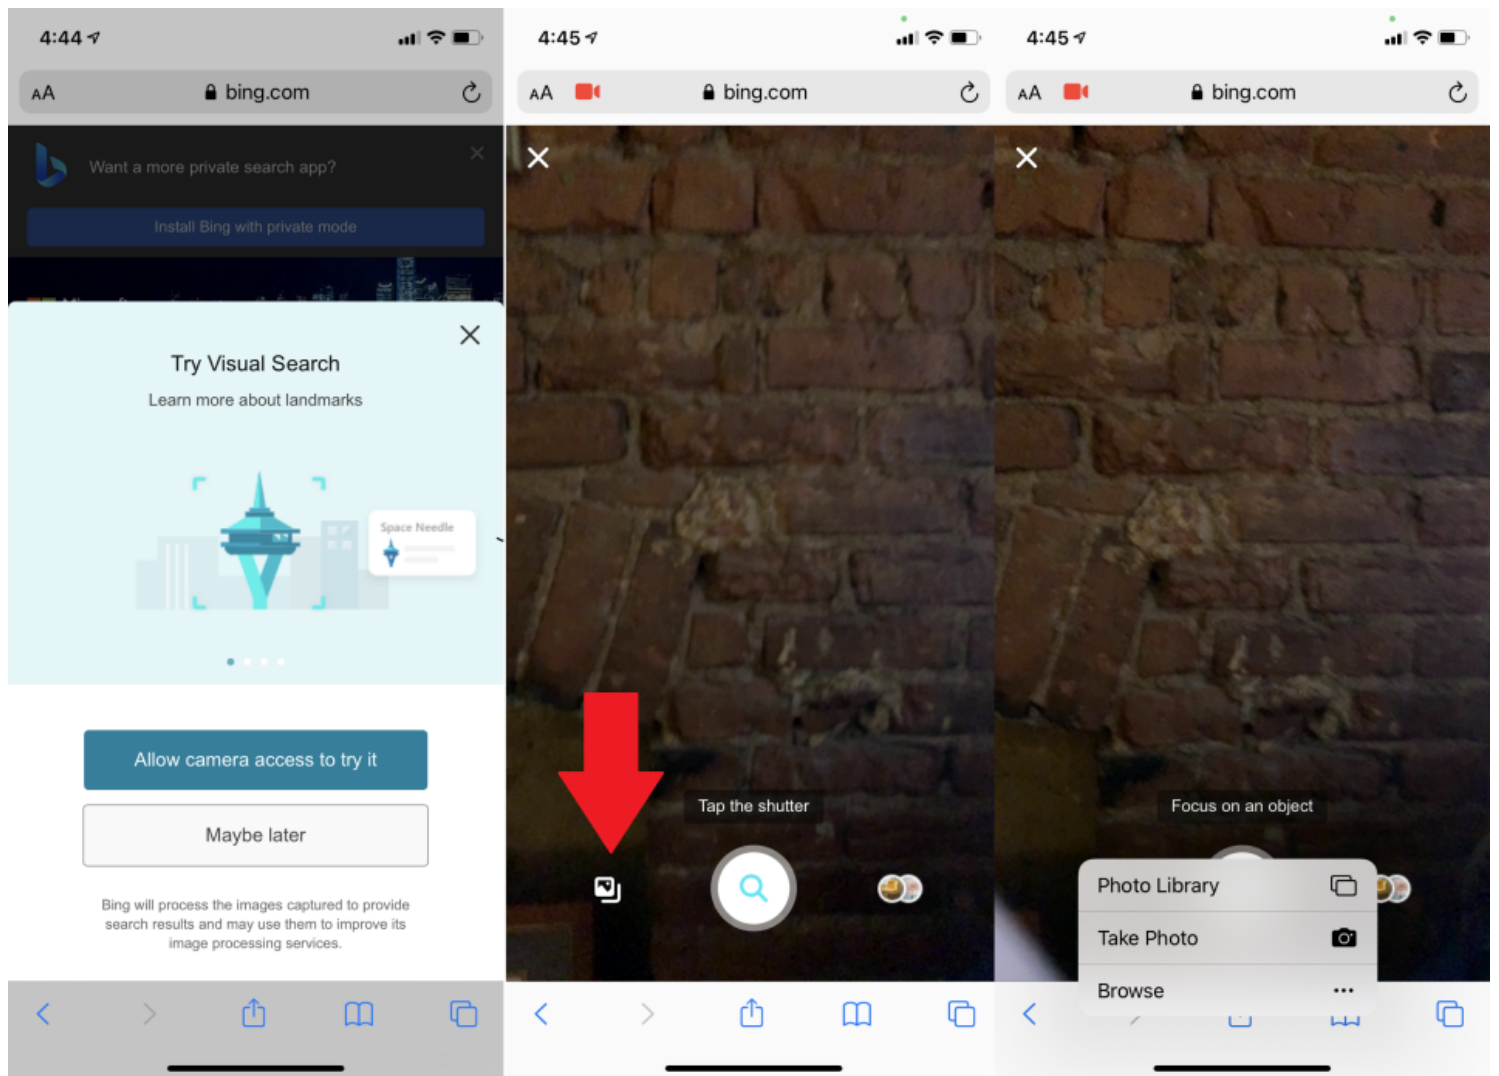 4:44
AA bing.com
Want a more private search app?
Install Bing with private mode
Try Visual Search
Learn more about landmarks
Space Needle
Allow camera access to try it
Maybe later
Bing will process the images captured to provide
search results and may use them to improve its
image processing services.
4:45
AA bing.com
Tap the shutter
4:45
AA bing.com
Focus on an object
Photo Library
Take Photo
Browse